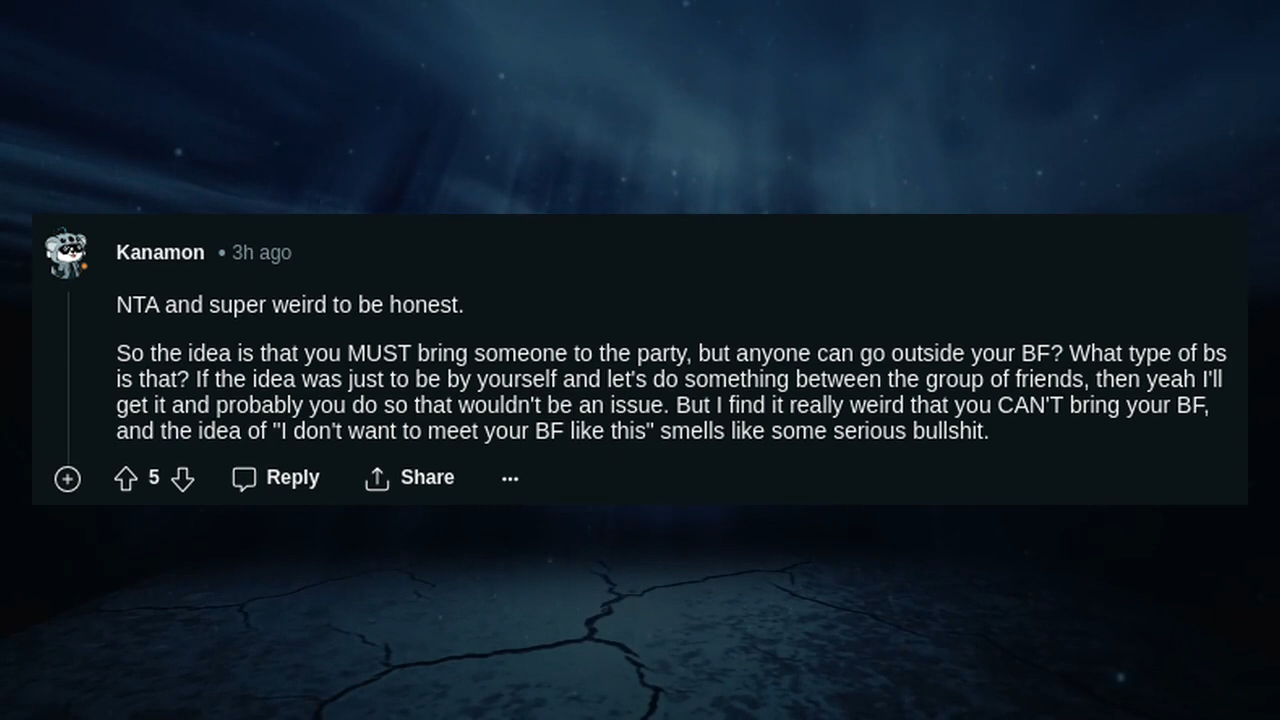 Kanamon • 3h ago
NTA and super weird to be honest.
So the idea is that you MUST bring someone to the party, but anyone can go outside your BF? What type of bs
is that? If the idea was just to be by yourself and let's do something between the group of friends, then yeah I'll
get it and probably you do so that wouldn't be an issue. But I find it really weird that you CAN'T bring your BF,
and the idea of "I don't want to meet your BF like this" smells like some serious bullshit.
5 Reply Share